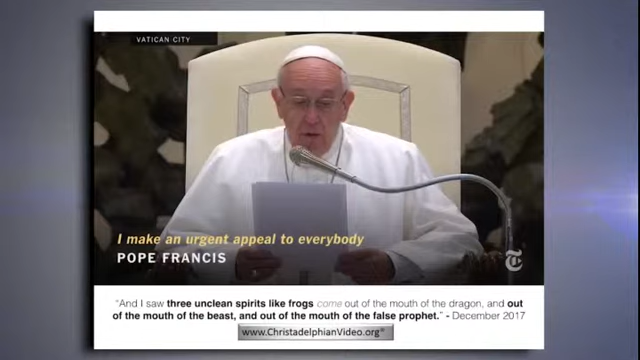 VATICAN CITY
I make an urgent appeal to everybody
POPE FRANCIS
T
“And I saw three unclean spirits like frogs come out of the mouth of the dragon, and out
of the mouth of the beast, and out of the mouth of the false prophet.” - December 2017
www.ChristadelphianVideo.org®